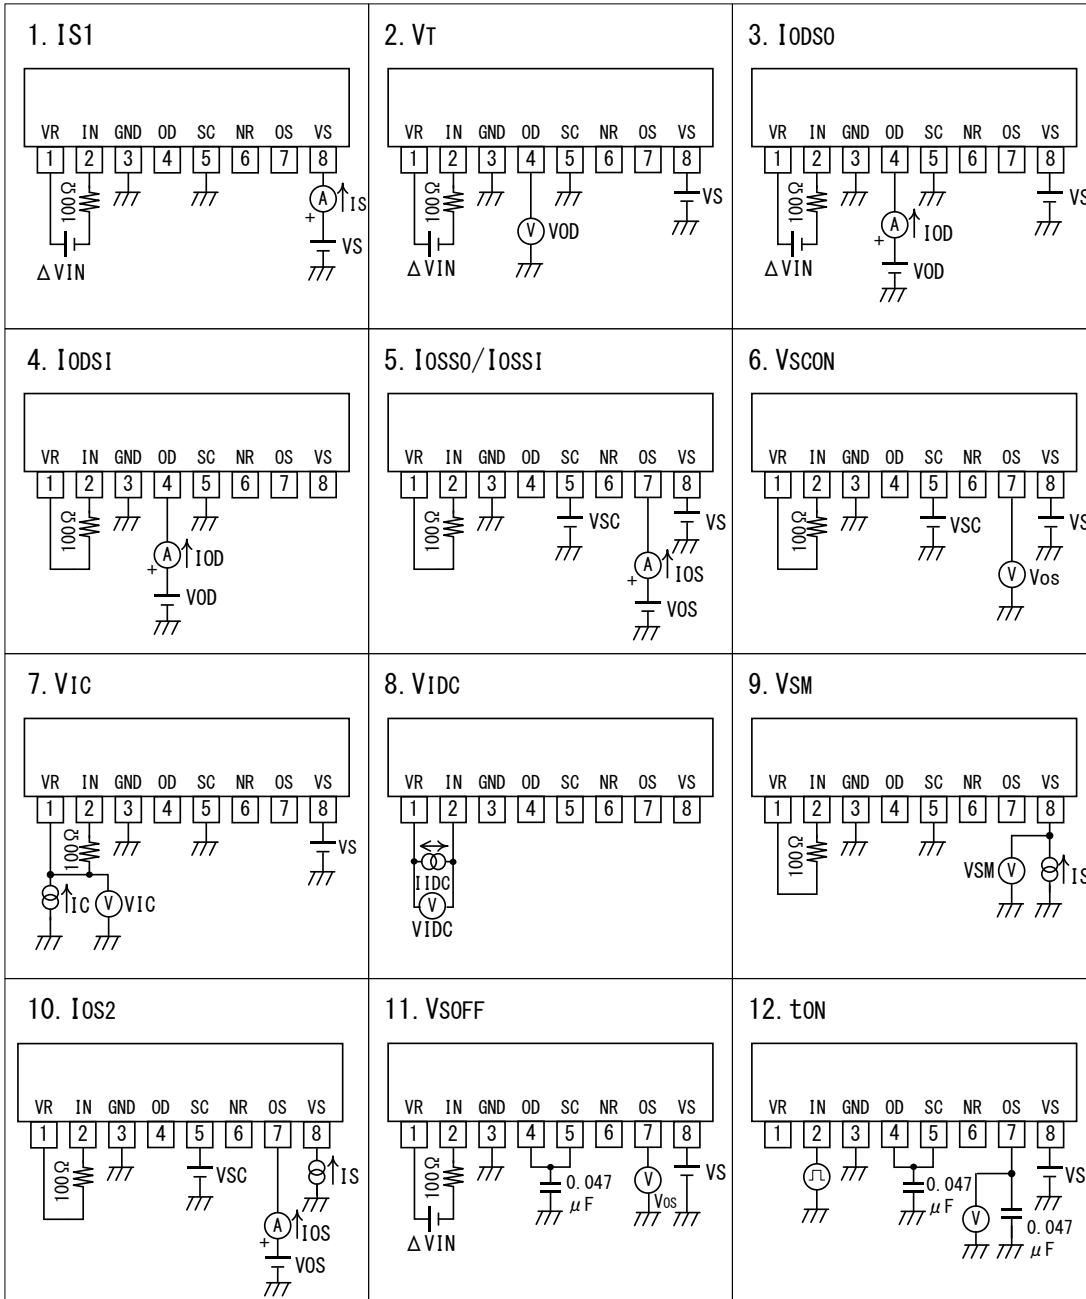 1. IS1
VR IN GND OD SC NR OS VS
1 2 3 4 5 6 7 8
100Ω
A
IS
+
VS
ΔVIN
2. VT
VR IN GND OD SC NR OS VS
1 2 3 4 5 6 7 8
100Ω
VS
V VOD
ΔVIN
3. IODSO
VR IN GND OD SC NR OS VS
1 2 3 4 5 6 7 8
100Ω
VS
A IOD
+
ΔVIN
VOD
4. IODSI
VR IN GND OD SC NR OS VS
1 2 3 4 5 6 7 8
100Ω
A IOD
+
VOD
5. IOSSO/IOSSI
VR IN GND OD SC NR OS VS
1 2 3 4 5 6 7 8
100Ω
VSC
VS
A IOS
+
VOS
6. VSCON
VR IN GND OD SC NR OS VS
1 2 3 4 5 6 7 8
100Ω
VSC
VS
V Vos
7. VIC
VR IN GND OD SC NR OS VS
1 2 3 4 5 6 7 8
100Ω
VS
IC V VIC
8. VIDC
VR IN GND OD SC NR OS VS
1 2 3 4 5 6 7 8
IIDC
V
VIDC
9. VSM
VR IN GND OD SC NR OS VS
1 2 3 4 5 6 7 8
100Ω
VSM V IS
10. IOS2
VR IN GND OD SC NR OS VS
1 2 3 4 5 6 7 8
100Ω
VSC
IS
A IOS
+
VOS
11. VSOFF
VR IN GND OD SC NR OS VS
1 2 3 4 5 6 7 8
100Ω
0.047
μF
V
Vos
VS
ΔVIN
12. tON
VR IN GND OD SC NR OS VS
1 2 3 4 5 6 7 8
0.047
μF
VS
V
0.047
μF